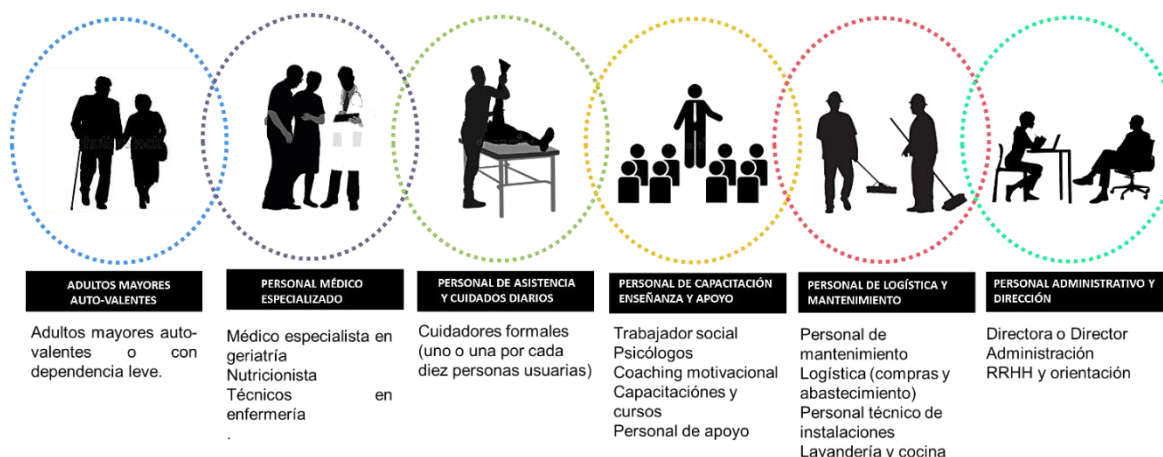 ADULTOS MAYORES
AUTO-VALENTES
Adultos mayores auto-
valentes o con
dependencia leve.
PERSONAL MÉDICO
ESPECIALIZADO
Médico especialista en
geriatría
Nutricionista
Técnicos en
enfermería
.
PERSONAL DE ASISTENCIA
Y CUIDADOS DIARIOS
Cuidadores formales
(uno o una por cada
diez personas usuarias)
PERSONAL DE CAPACITACIÓN
ENSEÑANZA Y APOYO
Trabajador social
Psicólogos
Coaching motivacional
Capacitaciónes y
cursos
Personal de apoyo
PERSONAL DE LOGÍSTICA Y
MANTENIMIENTO
Personal de
mantenimiento
Logística (compras y
abastecimiento)
Personal técnico de
instalaciones
Lavandería y cocina
PERSONAL ADMINISTRATIVO Y
DIRECCIÓN
Directora o Director
Administración
RRHH y orientación